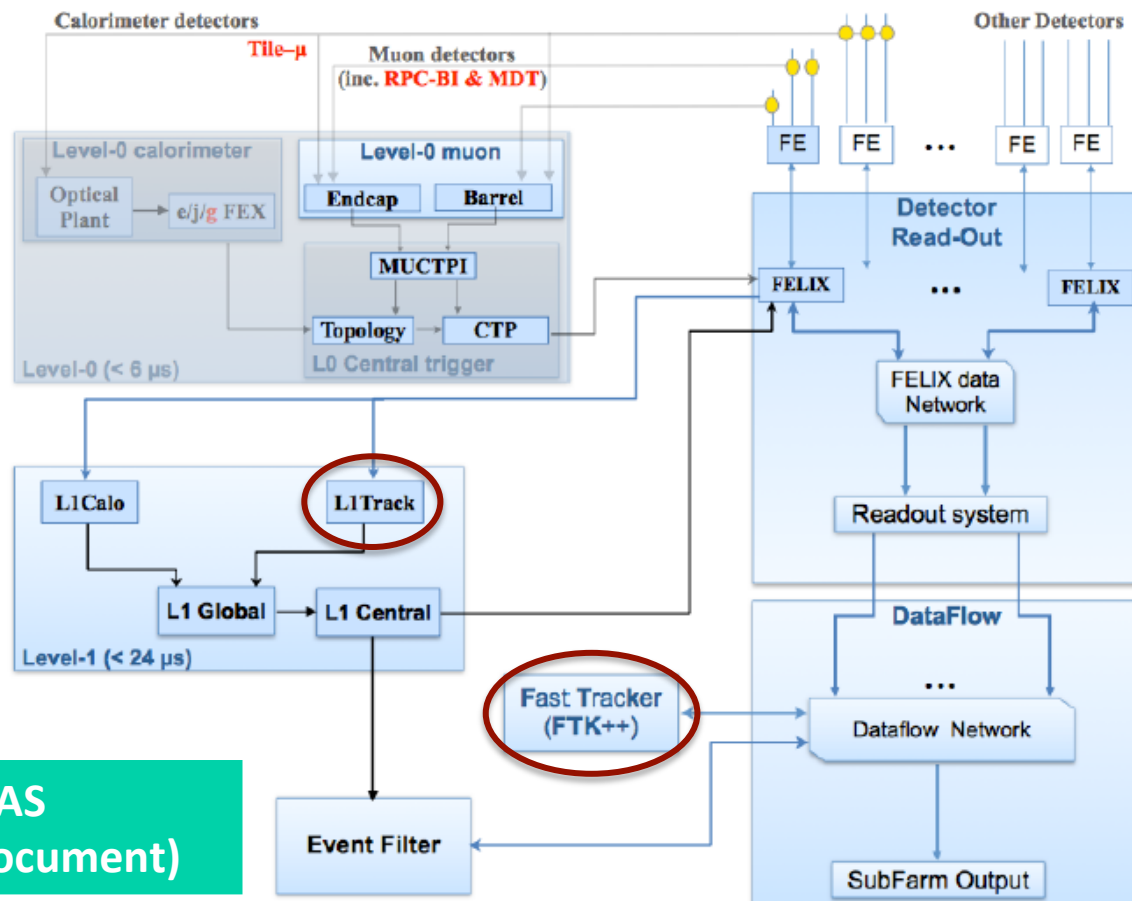 Calorimeter detectors
Other Detectors
Tile–μ
Muon detectors
(inc. RPC-BI & MDT)
FE
FE
...
FE
FE
Level-0 calorimeter
Level-0 muon
Optical
Plant
e/j/g FEX
Endcap
Barrel
Detector
Read-Out
MUCTPI
FELIX
...
FELIX
Topology
CTP
Level-0 (< 6 μs)
L0 Central trigger
FELIX data
Network
L1Calo
L1Track
Readout system
L1 Global
L1 Central
Level-1 (< 24 μs)
DataFlow
...
Fast Tracker
(FTK++)
Dataflow Network
AS
ocument)
Event Filter
SubFarm Output